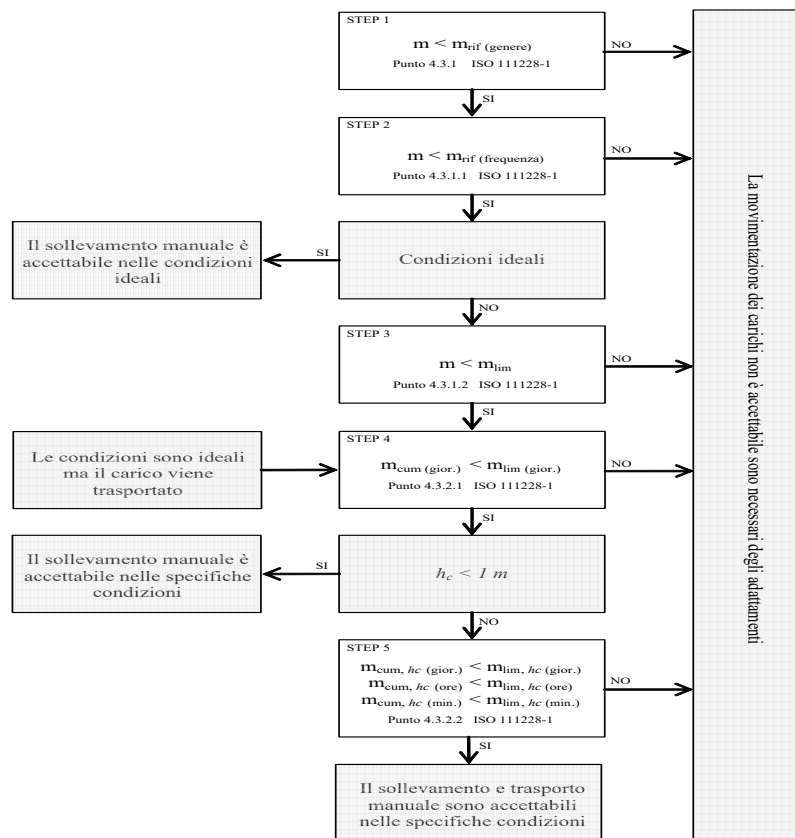 STEP 1
m < mrif (genere)
Punto 4.3.1 ISO 111228-1
NO
SI
STEP 2
m < mrif (frequenza)
Punto 4.3.1.1 ISO 111228-1
NO
SI
Il sollevamento manuale è
accettabile nelle condizioni
ideali
SI
Condizioni ideali
NO
STEP 3
m < mlim
Punto 4.3.1.2 ISO 111228-1
NO
SI
Le condizioni sono ideali
ma il carico viene
trasportato
STEP 4
mcum (gior.) < mlim (gior.)
Punto 4.3.2.1 ISO 111228-1
NO
SI
Il sollevamento manuale è
accettabile nelle specifiche
condizioni
SI
hc < 1 m
NO
STEP 5
mcum, hc (gior.) < mlim, hc (gior.)
mcum, hc (ore) < mlim, hc (ore)
mcum, hc (min.) < mlim, hc (min.)
Punto 4.3.2.2 ISO 111228-1
NO
SI
Il sollevamento e trasporto
manuale sono accettabili
nelle specifiche condizioni
La movimentazione dei carichi non è accettabile sono necessari degli adattamenti